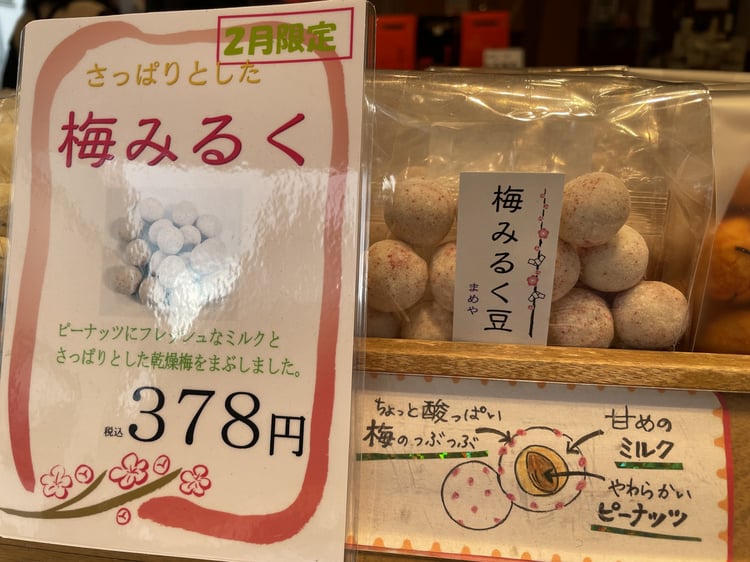 2月限定
さっぱりとした
梅みるく
ピーナッツにフレッシュなミルクと
さっぱりとした乾燥梅をまぶしました。
税込378円
梅みるく豆
まめや
ちょっと酸っぱい
梅のつぶつぶ
甘めの
ミルク
やわらかい
ピーナッツ